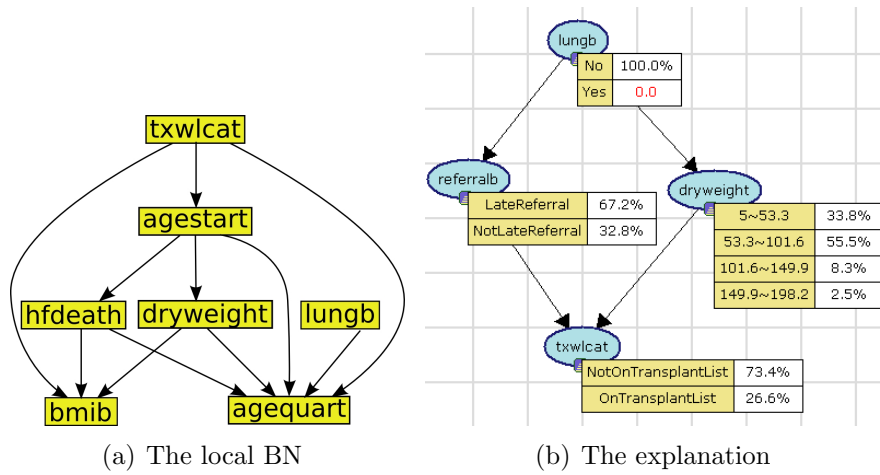 txwlcat
agestart
hfdeath
dryweight
lungb
bmib
agequart
(a) The local BN
lungb
No 100.0%
Yes 0.0
referralb
LateReferral 67.2%
NotLateReferral 32.8%
dryweight
5~53.3 33.8%
53.3~101.6 55.5%
101.6~149.9 8.3%
149.9~198.2 2.5%
txwlcat
NotOnTransplantList 73.4%
OnTransplantList 26.6%
(b) The explanation